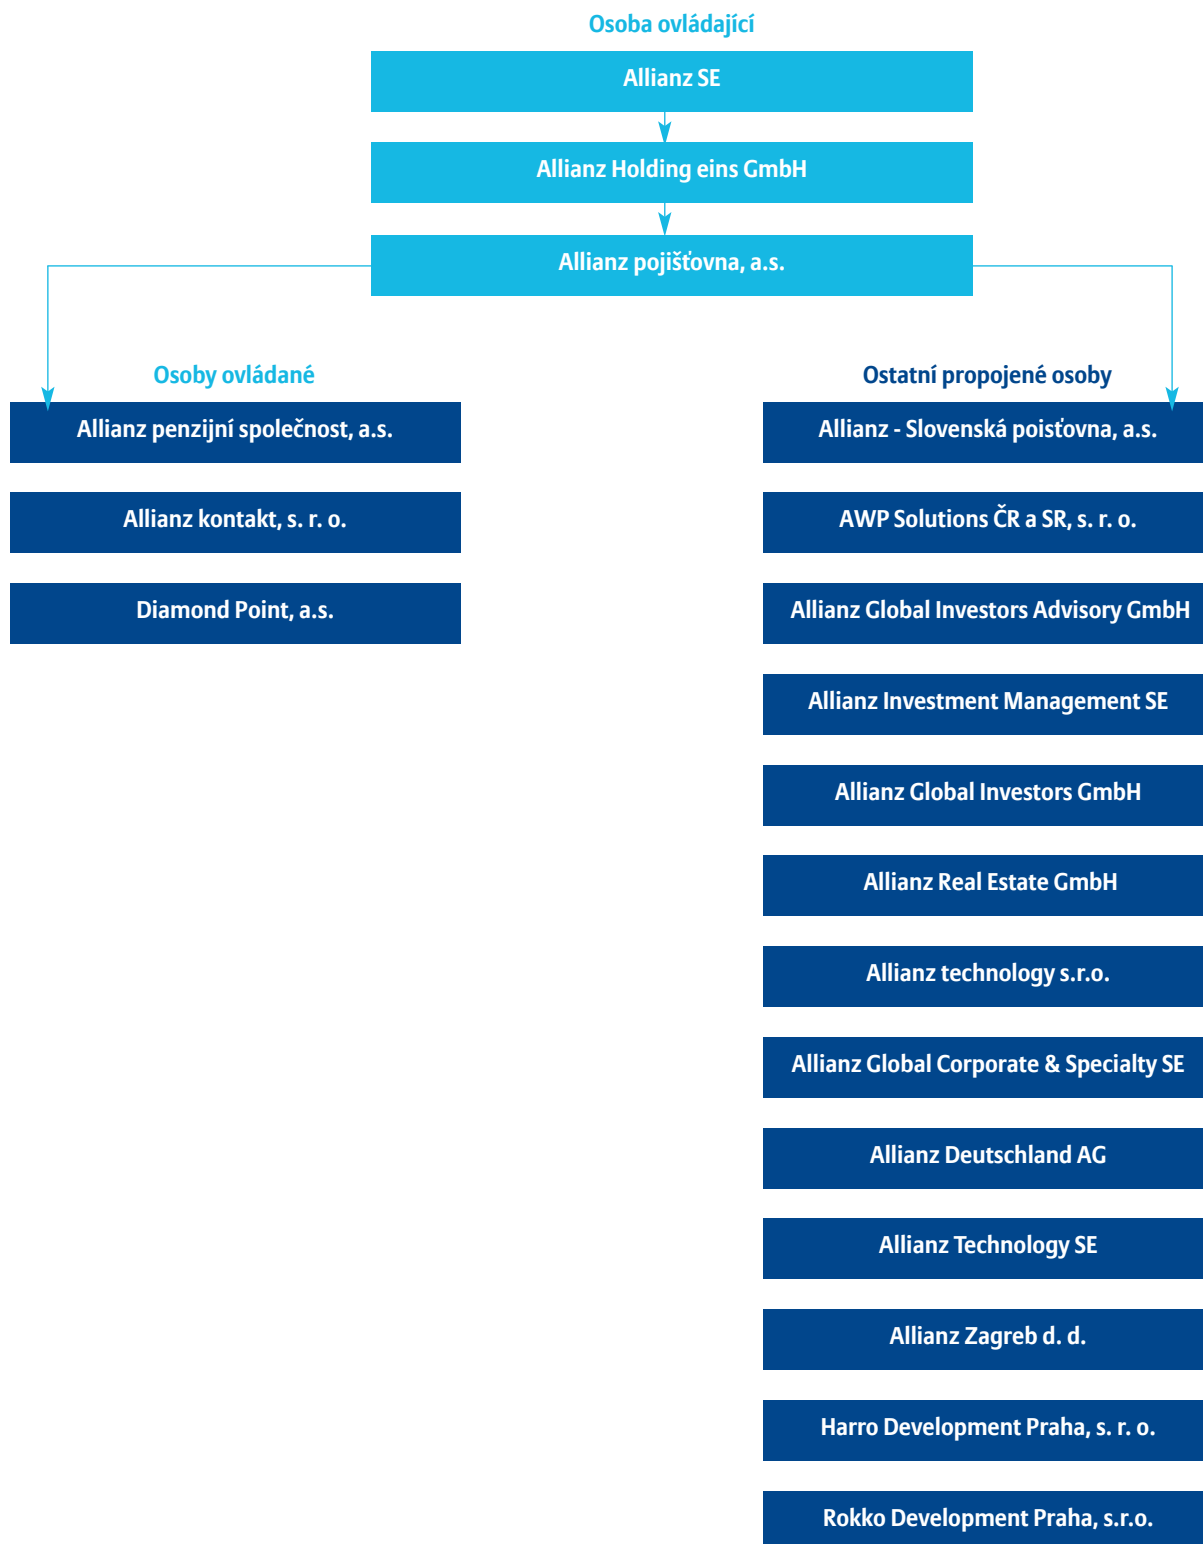 Osoba ovládající
Allianz SE
Allianz Holding eins GmbH
Allianz pojišťovna, a.s.
Osoby ovládané
Allianz penzijní společnost, a.s.
Allianz kontakt, s. r. o.
Diamond Point, a.s.
Ostatní propojené osoby
Allianz - Slovenská poisťovna, a.s.
AWP Solutions ČR a SR, s. r. o.
Allianz Global Investors Advisory GmbH
Allianz Investment Management SE
Allianz Global Investors GmbH
Allianz Real Estate GmbH
Allianz technology s.r.o.
Allianz Global Corporate & Specialty SE
Allianz Deutschland AG
Allianz Technology SE
Allianz Zagreb d. d.
Harro Development Praha, s. r. o.
Rokko Development Praha, s.r.o.